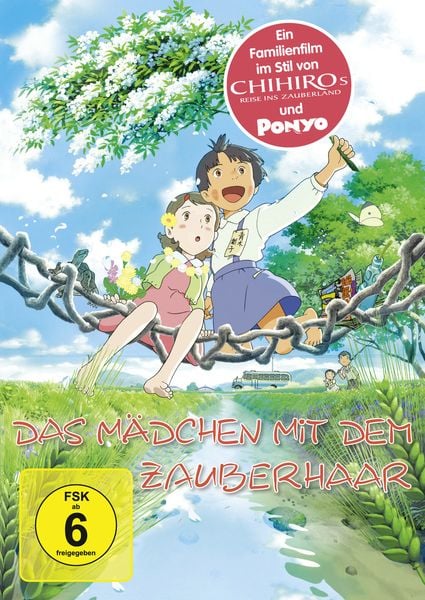 Ein
Familienfilm
im Stil von
CHIHIROs
REISE INS ZAUBERLAND
und
PONYO
DAS MÄDCHEN MIT DEM
ZAUBERHAAR
FSK
ab
6
freigegeben